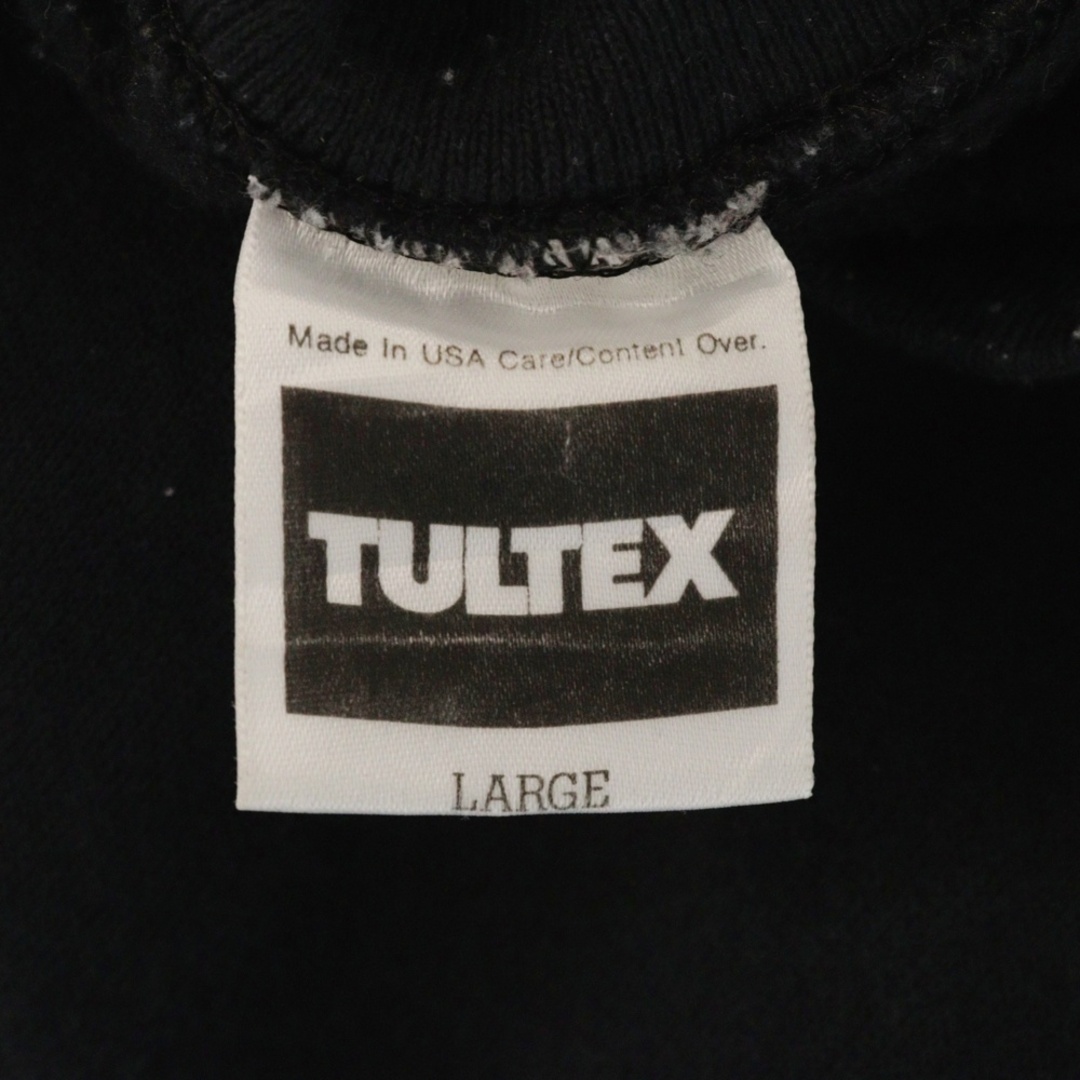 Made In USA Care/Content Over.
TULTEX
LARGE